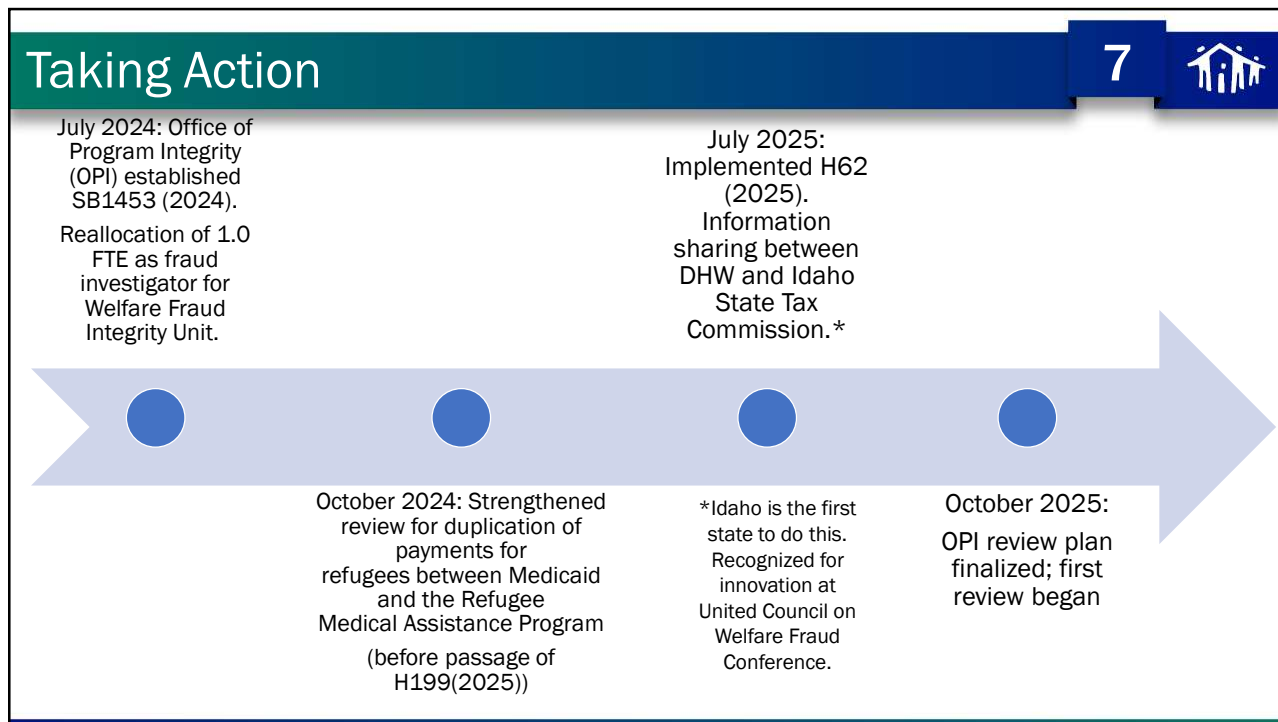 Taking Action
7
July 2024: Office of
Program Integrity
(OPI) established
SB1453 (2024).
Reallocation of 1.0
FTE as fraud
investigator for
Welfare Fraud
Integrity Unit.
October 2024: Strengthened
review for duplication of
payments for
refugees between Medicaid
and the Refugee
Medical Assistance Program
(before passage of
H199(2025))
July 2025:
Implemented H62
(2025).
Information
sharing between
DHW and Idaho
State Tax
Commission.*
*Idaho is the first
state to do this.
Recognized for
innovation at
United Council on
Welfare Fraud
Conference.
October 2025:
OPI review plan
finalized; first
review began